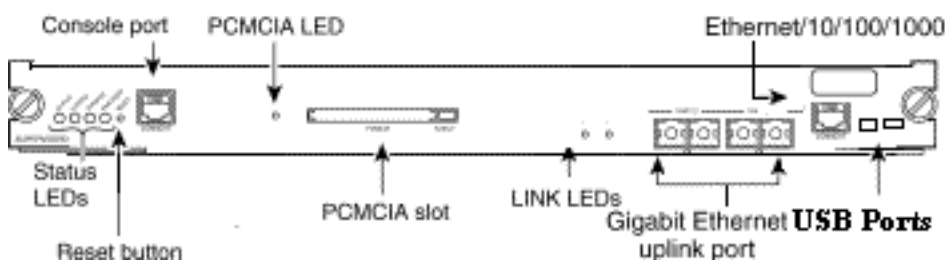 Console port
PCMCIA LED
Ethernet/10/100/1000
Status
LEDs
Reset button
PCMCIA slot
LINK LEDs
Gigabit Ethernet
uplink port
USB Ports